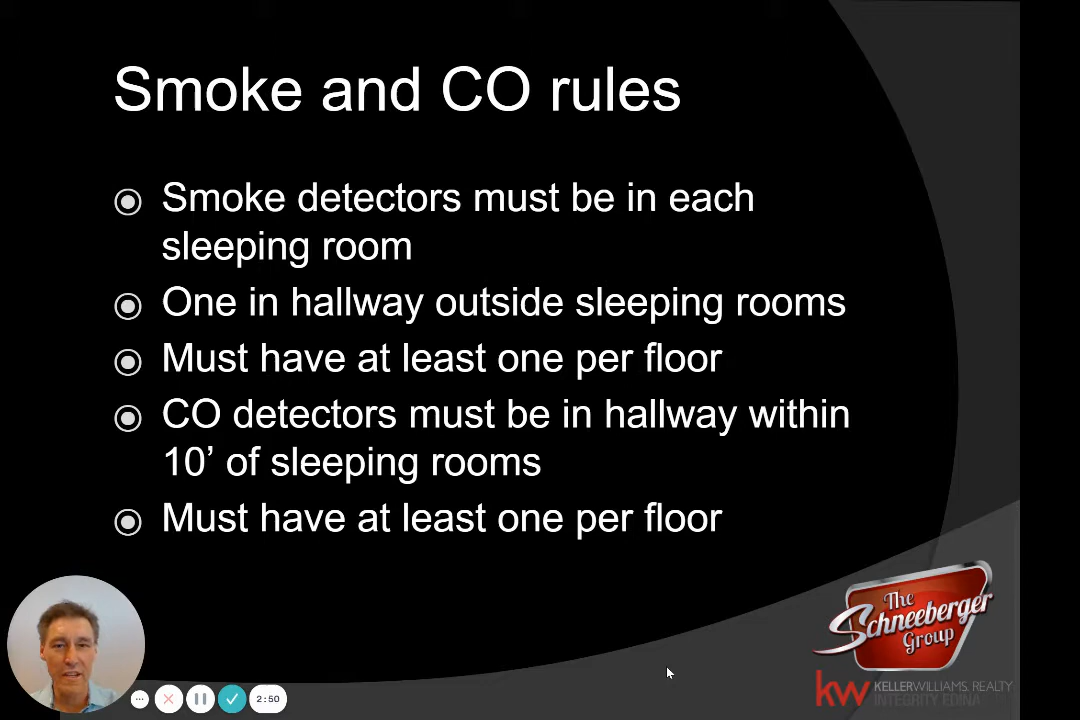 Smoke and CO rules
Smoke detectors must be in each
sleeping room
One in hallway outside sleeping rooms
Must have at least one per floor
CO detectors must be in hallway within
10’ of sleeping rooms
Must have at least one per floor
The
Schneeberger
Group
kw KELLERWILLIAMS. REALTY
INTEGRITY EDINA
2:50